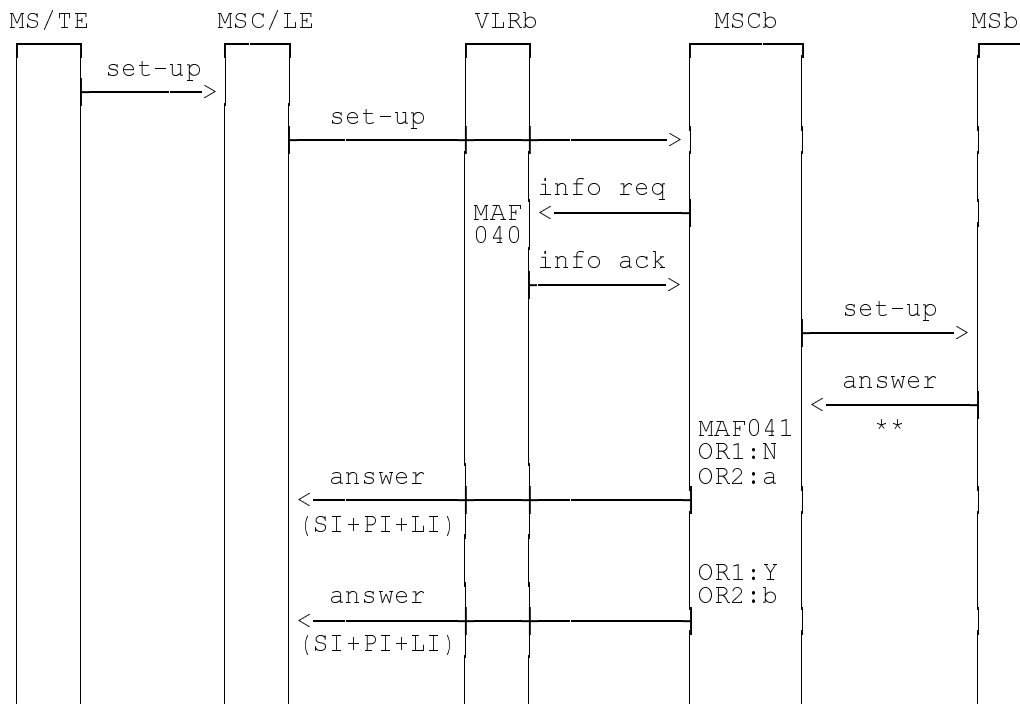 MS/TE MSC/LE VLRb MSCb MSb
set-up
set-up
info req
MAF
040
info ack
set-up
answer
**
MAF041
OR1:N
OR2:a
answer
(SI+PI+LI)
OR1:Y
OR2:b
answer
(SI+PI+LI)